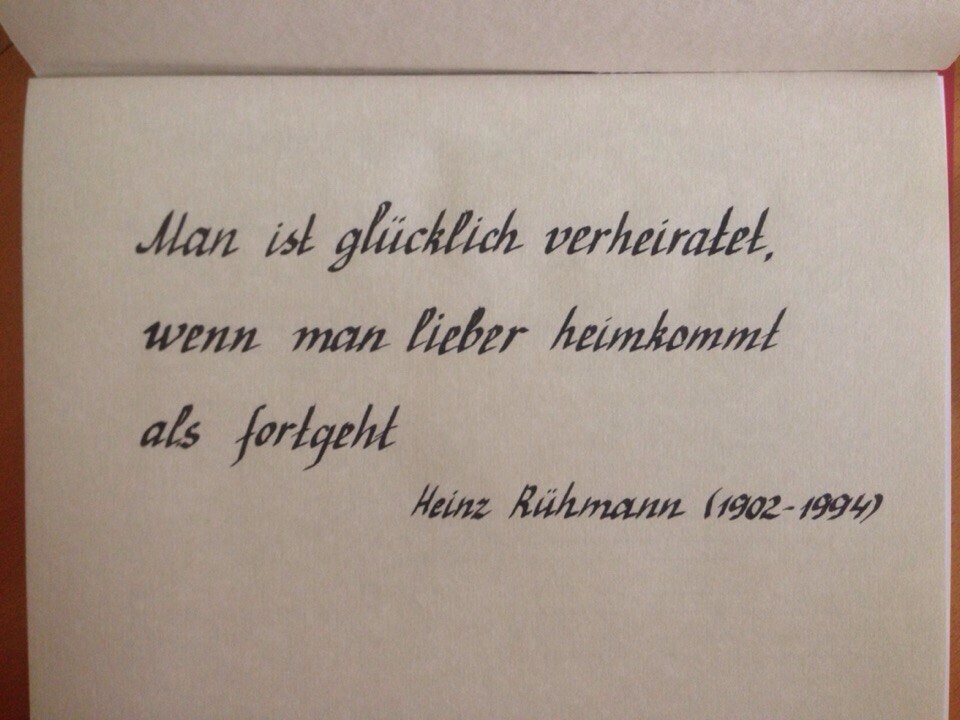 Man ist glücklich verheiratet,
wenn man lieber heimkommt
als fortgeht
Heinz Rühmann (1902-1994)